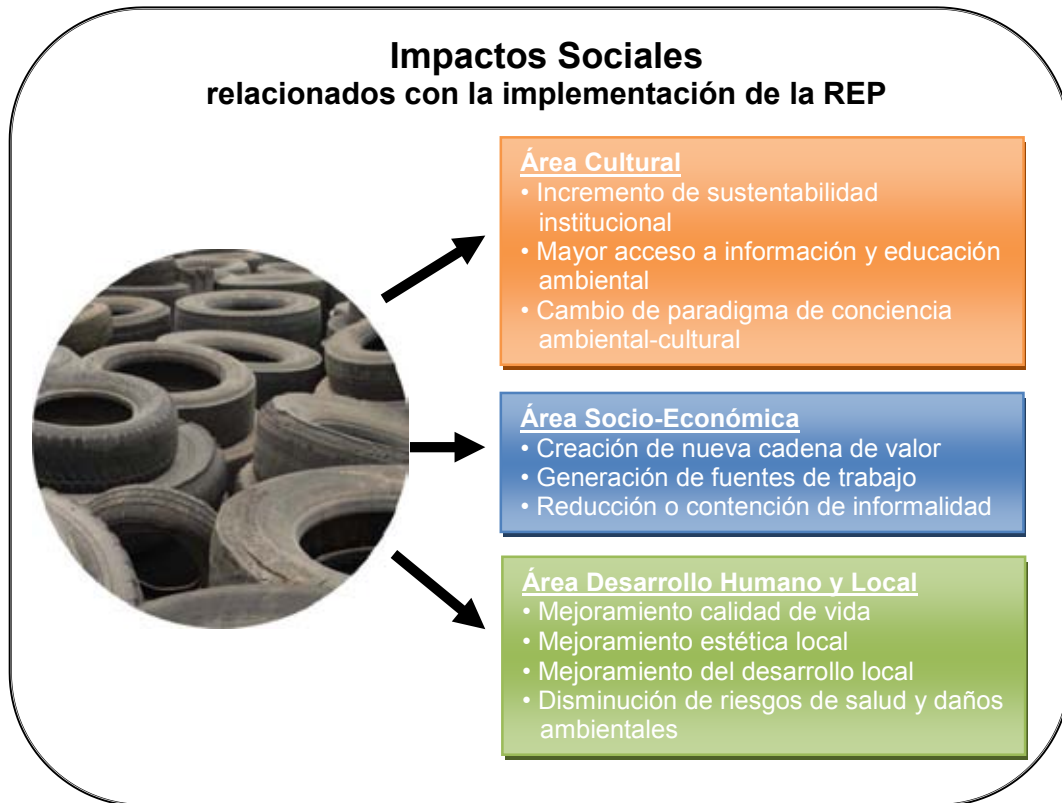 Impactos Sociales
relacionados con la implementación de la REP
Área Cultural
• Incremento de sustentabilidad
institucional
• Mayor acceso a información y educación
ambiental
• Cambio de paradigma de conciencia
ambiental-cultural
Área Socio-Económica
• Creación de nueva cadena de valor
• Generación de fuentes de trabajo
• Reducción o contención de informalidad
Área Desarrollo Humano y Local
• Mejoramiento calidad de vida
• Mejoramiento estética local
• Mejoramiento del desarrollo local
• Disminución de riesgos de salud y daños
ambientales